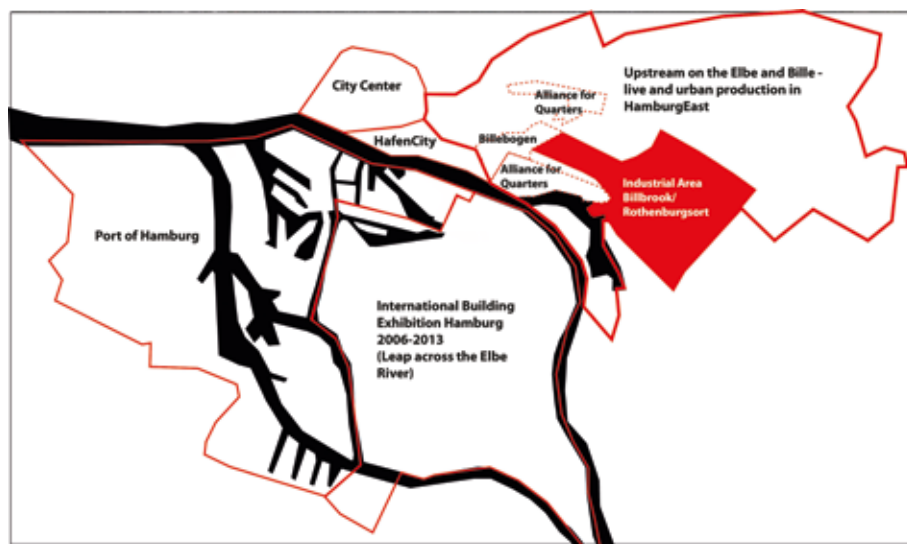 City Center
Upstream on the Elbe and Bille -
live and urban production in
HamburgEast
Alliance for
Quarters
HafenCity
Billebogen
Alliance for
Quarters
Industrial Area
Billbrook/
Rothenburgsort
Port of Hamburg
International Building
Exhibition Hamburg
2006-2013
(Leap across the Elbe
River)